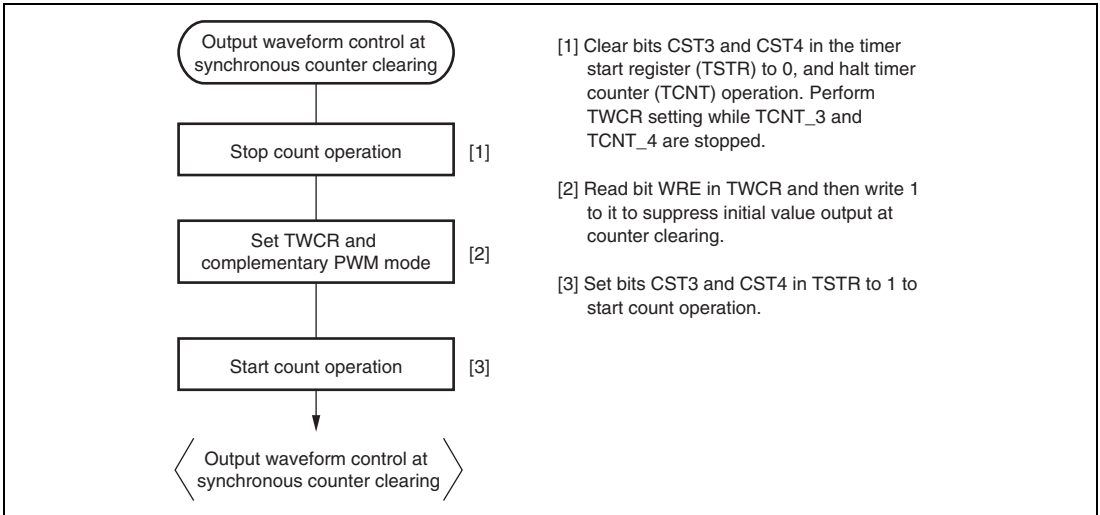 Output waveform control at
synchronous counter clearing
Stop count operation
[1]
Set TWCR and
complementary PWM mode
[2]
Start count operation
[3]
Output waveform control at
synchronous counter clearing
[1] Clear bits CST3 and CST4 in the timer
start register (TSTR) to 0, and halt timer
counter (TCNT) operation. Perform
TWCR setting while TCNT_3 and
TCNT_4 are stopped.
[2] Read bit WRE in TWCR and then write 1
to it to suppress initial value output at
counter clearing.
[3] Set bits CST3 and CST4 in TSTR to 1 to
start count operation.